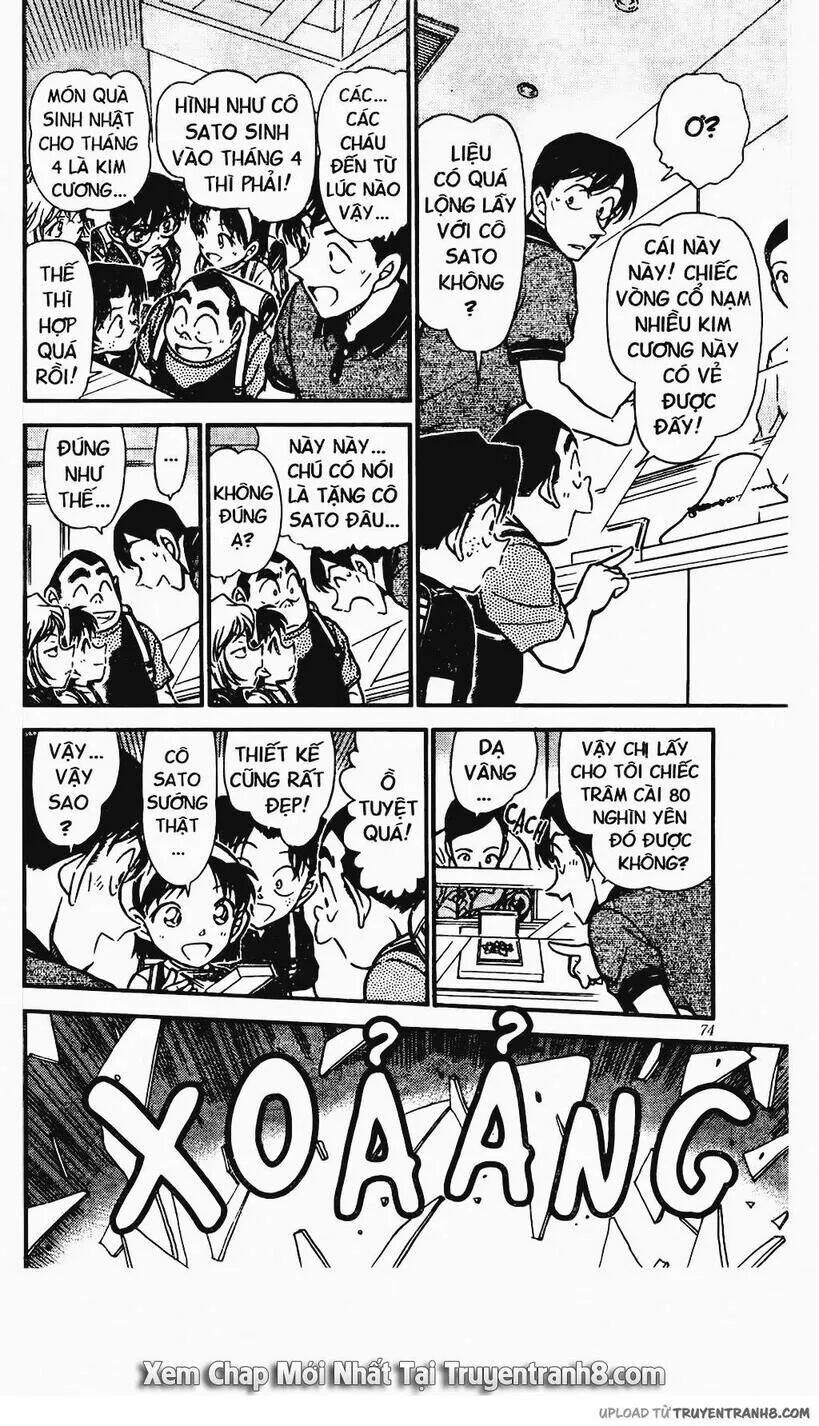 Ơ?
CÁI NÀY
NÀY! CHIẾC
VÒNG CỔ NẠM
NHIỀU KIM
CƯƠNG NÀY
CÓ VẺ
ĐƯỢC
ĐẤY!
LIỆU
CÓ QUÁ
LỘNG LẪY
VỚI CÔ
SATO
KHÔNG
?
CÁC...
CÁC
CHÁU
ĐẾN TỪ
LÚC NÀO
VẬY...
HÌNH NHƯ CÔ
SATO SINH
VÀO THÁNG 4
THÌ PHẢI!
MÓN QUÀ
SINH NHẬT
CHO THÁNG
4 LÀ KIM
CƯƠNG...
THẾ
THÌ
HỢP
QUÁ
RỒI!
NÀY NÀY...
CHÚ CÓ NÓI
LÀ TẶNG CÔ
SATO ĐÂU...
KHÔNG
ĐÚNG
Ạ?
...
ĐÚNG
NHƯ
THẾ...
VẬY CHỊ LẤY
CHO TÔI CHIẾC
TRÂM CÀI 80
NGHÌN YÊN
ĐÓ ĐƯỢC
KHÔNG?
DẠ
VÂNG
...
CẠCH
Ồ
TUYỆT
QUÁ!
THIẾT KẾ
CŨNG RẤT
ĐẸP!
CÔ
SATO
SƯỚNG
THẬT
...
VẬY...
VẬY
SAO
?
74
XOẢẢNG
Xem Chap Mới Nhất Tại Truyentranh8.com
UPLOAD TỪ TRUYENTRANH8.COM